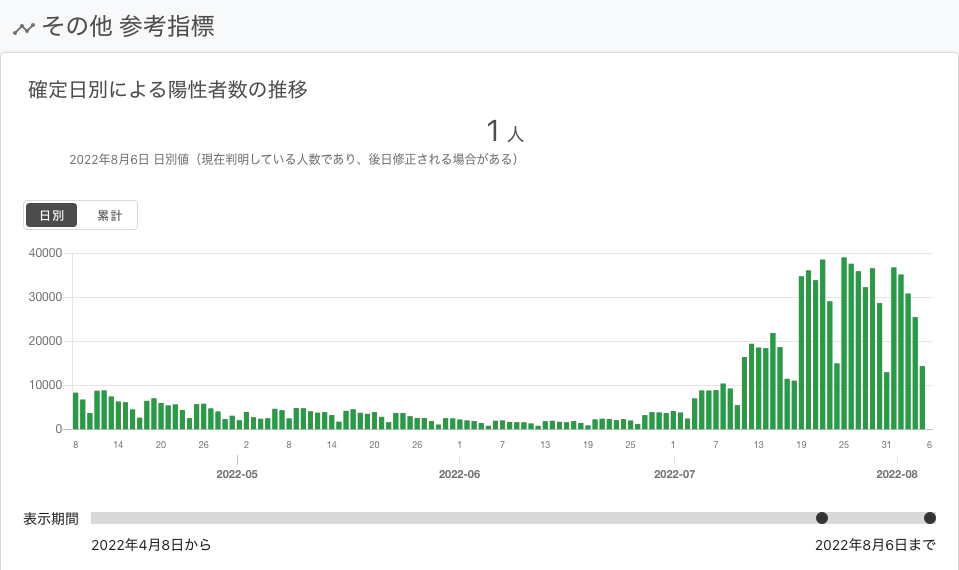 その他 参考指標
確定日別による陽性者数の推移
1 人
2022年8月6日 日別値（現在判明している人数であり、後日修正される場合がある）
日別 累計
40000
30000
20000
10000
0
8 14 20 26 2 8 14 20 26 1 7 13 19 25 1 7 13 19 25 31 6
2022-05 2022-06 2022-07 2022-08
表示期間
2022年4月8日から 2022年8月6日まで